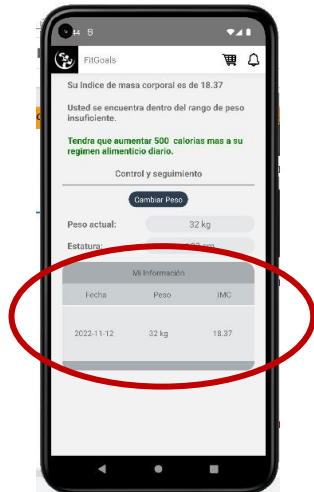 FitGoals
Su Indice de masa corporal es de 18.37
Usted se encuentra dentro del rango de peso
insuficiente.
Tendra que aumentar 500 calorias mas a su
regimen alimenticio diario.
Control y seguimiento
Cambiar Peso
Peso actual: 32 kg
Estatura: cm
Mi Información
Fecha Peso IMC
2022-11-12 32 kg 18.37